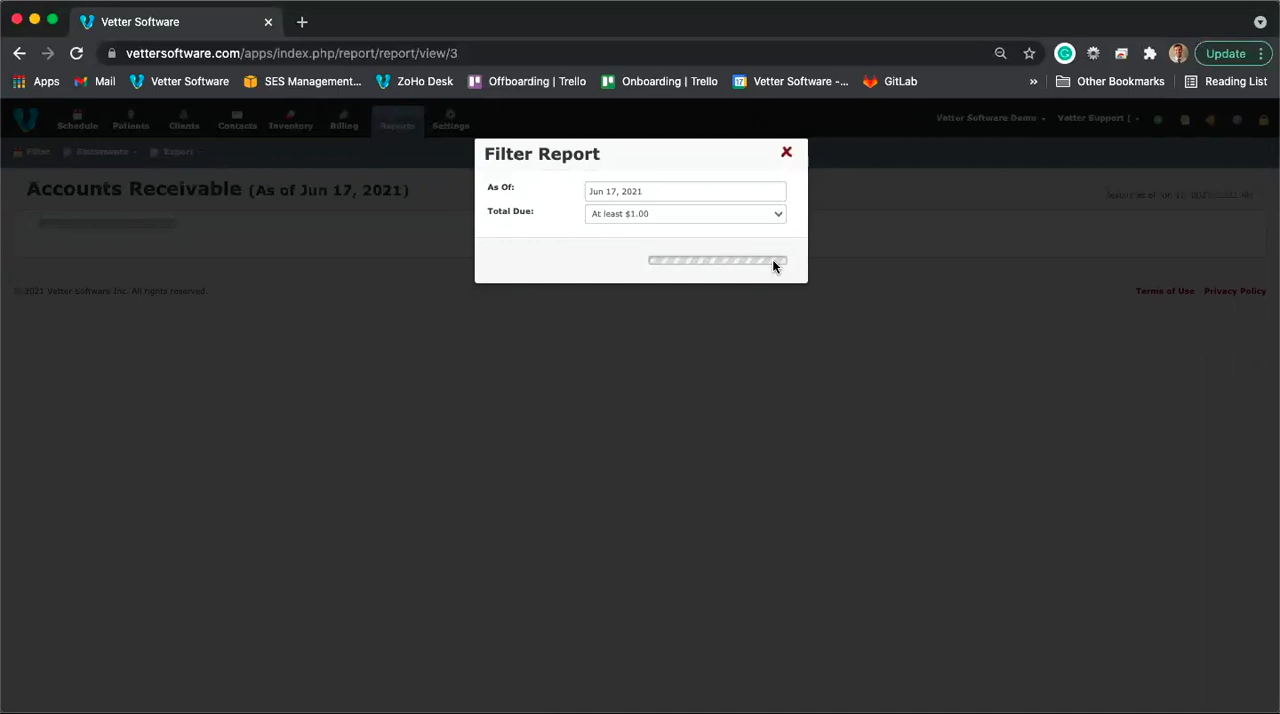 Vetter Software
vettersoftware.com/apps/index.php/report/report/view/3
Update
Apps Mail Vetter Software SES Management... ZoHo Desk Offboarding | Trello Onboarding | Trello Vetter Software -... GitLab » Other Bookmarks Reading List
Schedule Patients Clients Contacts Inventory Billing Reports Settings Vetter Software Demo Vetter Support [
Filter Statements Export
Filter Report
Accounts Receivable (As of Jun 17, 2021)
As Of: Jun 17, 2021
Total Due: At least $1.00
© 2021 Vetter Software Inc. All rights reserved. Terms of Use Privacy Policy